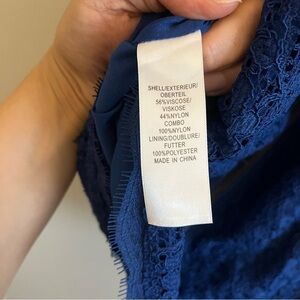 SHELL/EXTERIEUR/
OBERTEIL
56%VISCOSE/
VISKOSE
44%NYLON
COMBO
100%NYLON
LINING/DOUBLURE/
FUTTER
100%POLYESTER
MADE IN CHINA